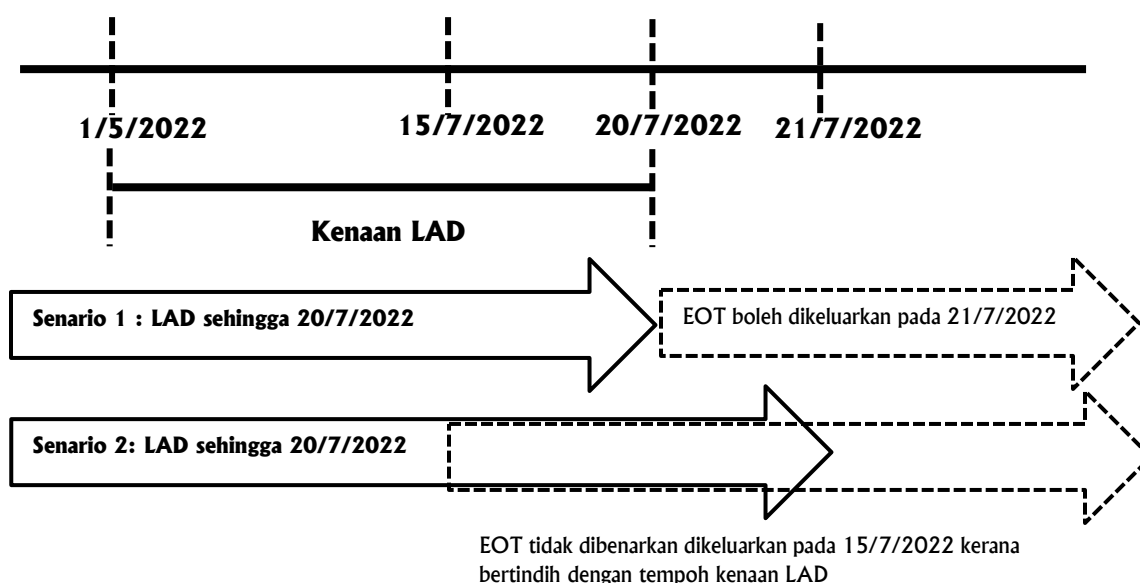 1/5/2022
15/7/2022
20/7/2022
21/7/2022
Kenaan LAD
Senario 1 : LAD sehingga 20/7/2022
EOT boleh dikeluarkan pada 21/7/2022
Senario 2: LAD sehingga 20/7/2022
EOT tidak dibenarkan dikeluarkan pada 15/7/2022 kerana
bertindih dengan tempoh kenaan LAD